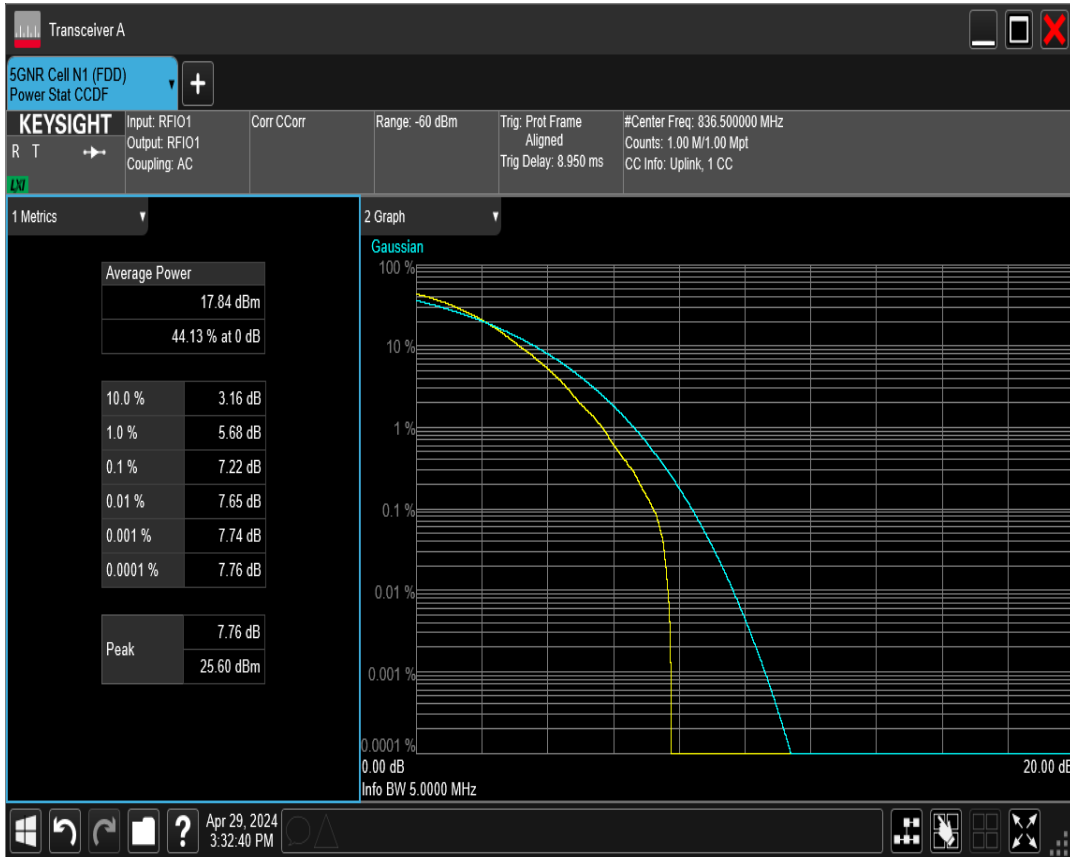 Transceiver A
5GNR Cell N1 (FDD)
Power Stat CCDF
+
KEYSIGHT
R T
LXI
Input: RFIO1
Output: RFIO1
Coupling: AC
Corr CCorr
Range: -60 dBm
Trig: Prot Frame
Aligned
Trig Delay: 8.950 ms
#Center Freq: 836.500000 MHz
Counts: 1.00 M/1.00 Mpt
CC Info: Uplink, 1 CC
1 Metrics
Average Power
17.84 dBm
44.13 % at 0 dB
10.0 % 3.16 dB
1.0 % 5.68 dB
0.1 % 7.22 dB
0.01 % 7.65 dB
0.001 % 7.74 dB
0.0001 % 7.76 dB
Peak
7.76 dB
25.60 dBm
2 Graph
Gaussian
100 %
10 %
1 %
0.1 %
0.01 %
0.001 %
0.0001 %
0.00 dB 20.00 dB
Info BW 5.0000 MHz
?
Apr 29, 2024
3:32:40 PM